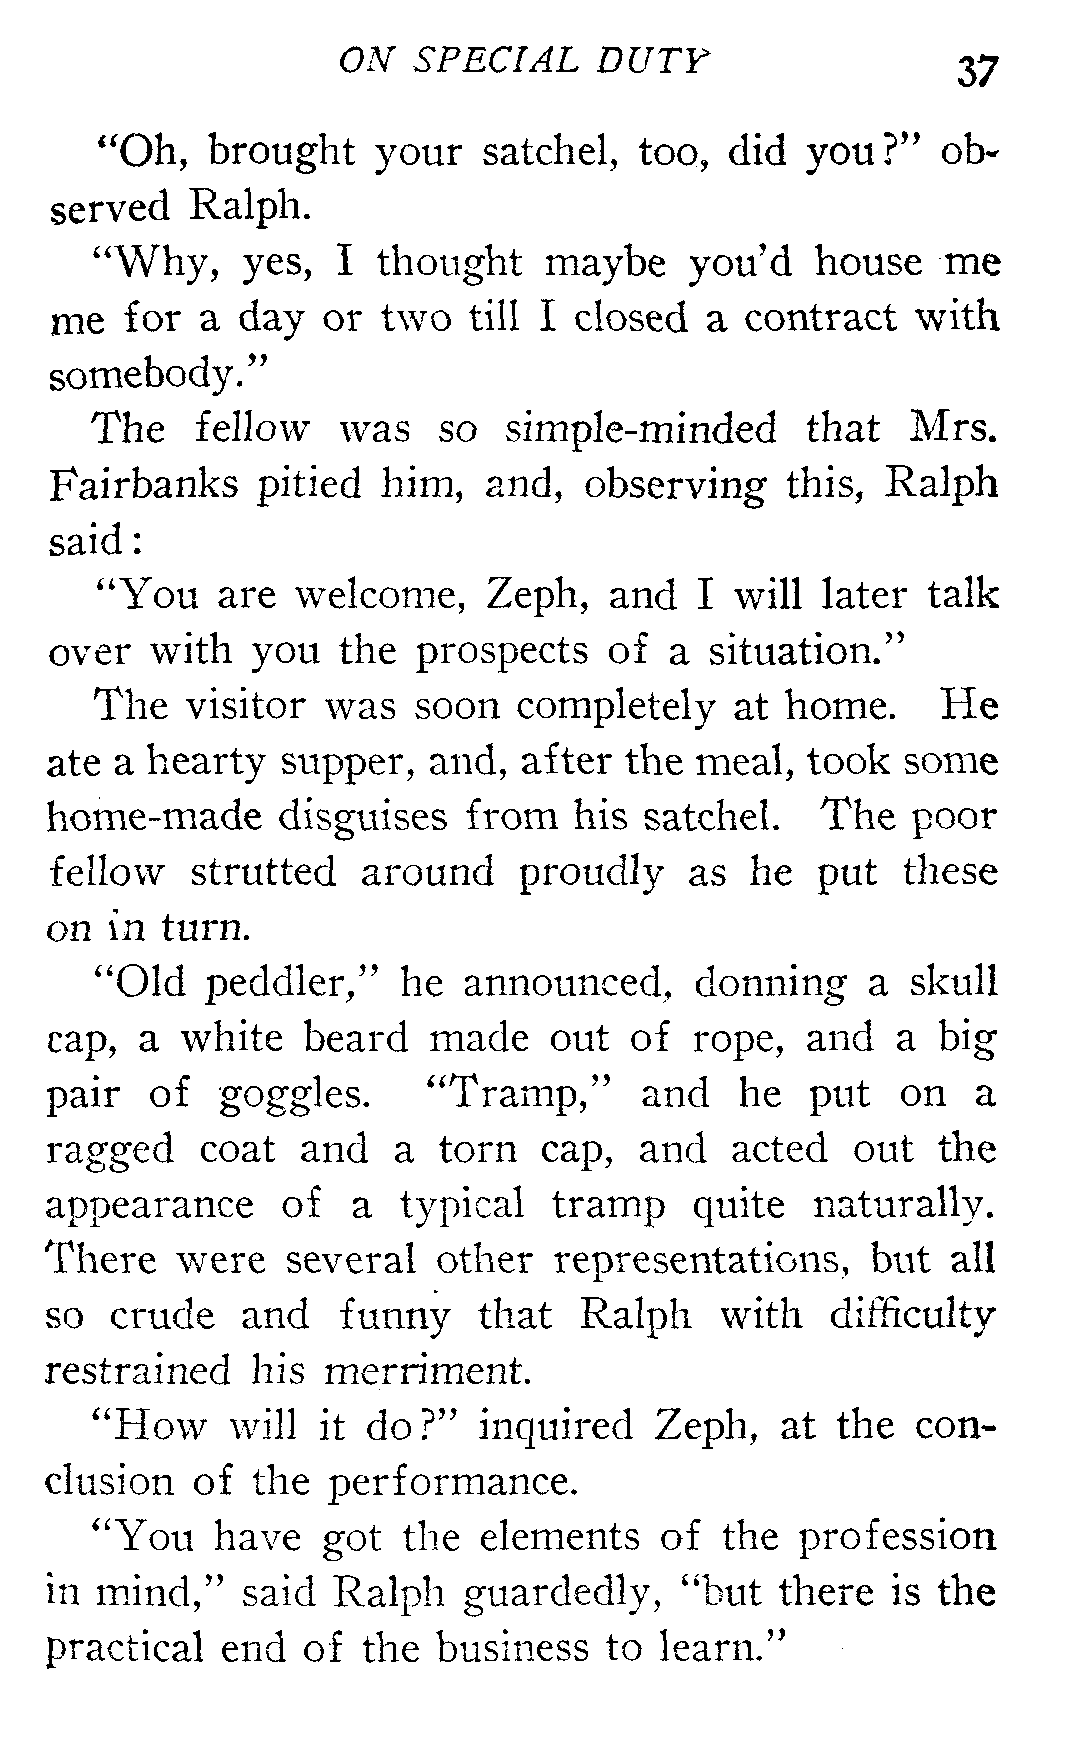 ON SPECIAL DUTY 37
"Oh, brought your satchel, too, did you?" ob-
served Ralph.
"Why, yes, I thought maybe you'd house me
me for a day or two till I closed a contract with
somebody."
The fellow was so simple-minded that Mrs.
Fairbanks pitied him, and, observing this, Ralph
said:
"You are welcome, Zeph, and I will later talk
over with you the prospects of a situation."
The visitor was soon completely at home. He
ate a hearty supper, and, after the meal, took some
home-made disguises from his satchel. The poor
fellow strutted around proudly as he put these
on in turn.
"Old peddler," he announced, donning a skull
cap, a white beard made out of rope, and a big
pair of goggles. "Tramp," and he put on a
ragged coat and a torn cap, and acted out the
appearance of a typical tramp quite naturally.
There were several other representations, but all
so crude and funny that Ralph with difficulty
restrained his merriment.
"How will it do?" inquired Zeph, at the con-
clusion of the performance.
"You have got the elements of the profession
in mind," said Ralph guardedly, "but there is the
practical end of the business to learn."